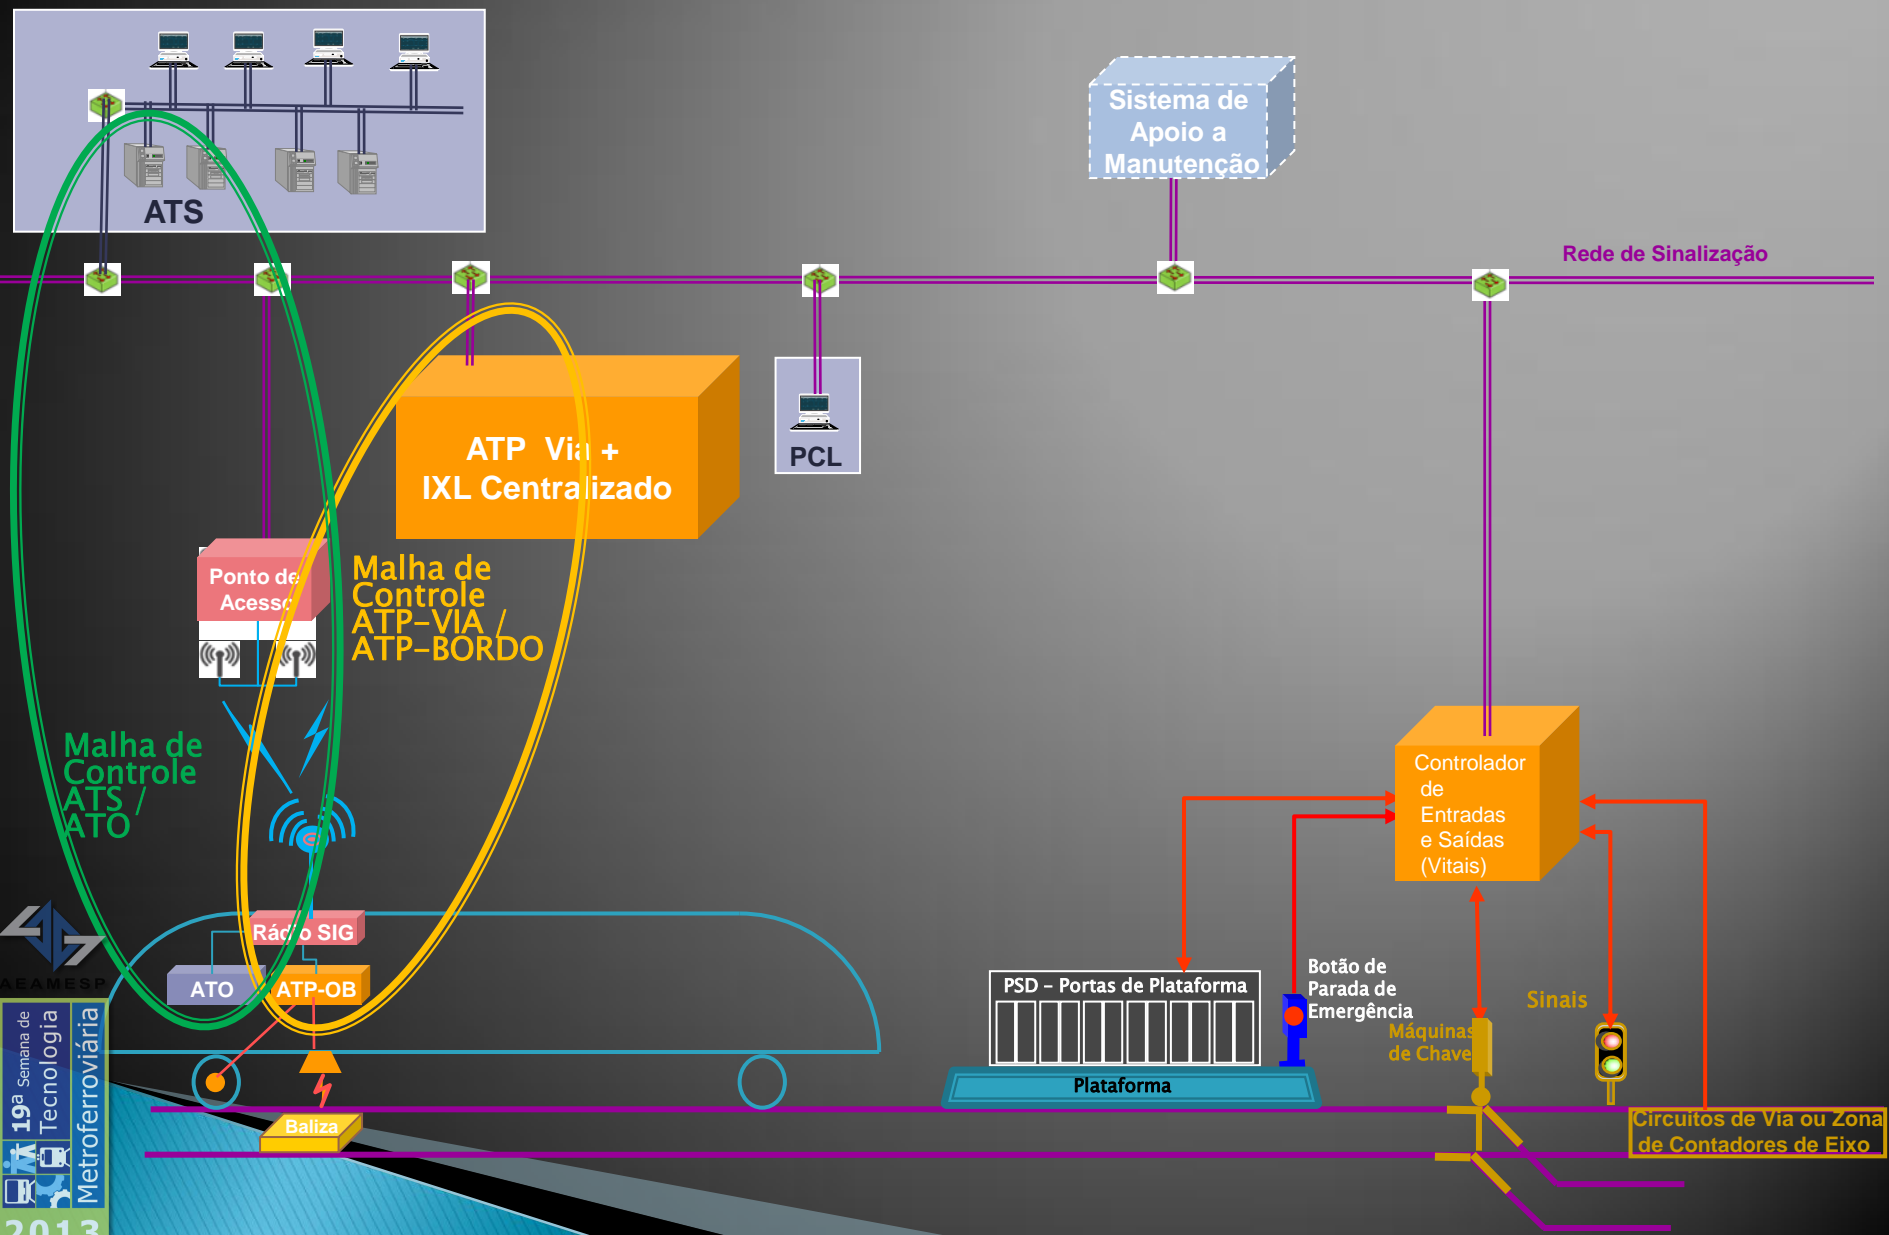 ATS
Sistema de
Apoio a
Manutenção
Rede de Sinalização
ATP Via +
IXL Centralizado
PCL
Ponto de
Acesso
Malha de
Controle
ATP-VIA /
ATP-BORDO
Malha de
Controle
ATS /
ATO
Controlador
de
Entradas
e Saídas
(Vitais)
Rádio SIG
ATO
ATP-OB
Baliza
PSD – Portas de Plataforma
Plataforma
Botão de
Parada de
Emergência
Máquinas
de Chave
Sinais
Circuitos de Via ou Zona
de Contadores de Eixo
AEAMESP
19ª Semana de
Tecnologia
Metroferroviária
2013